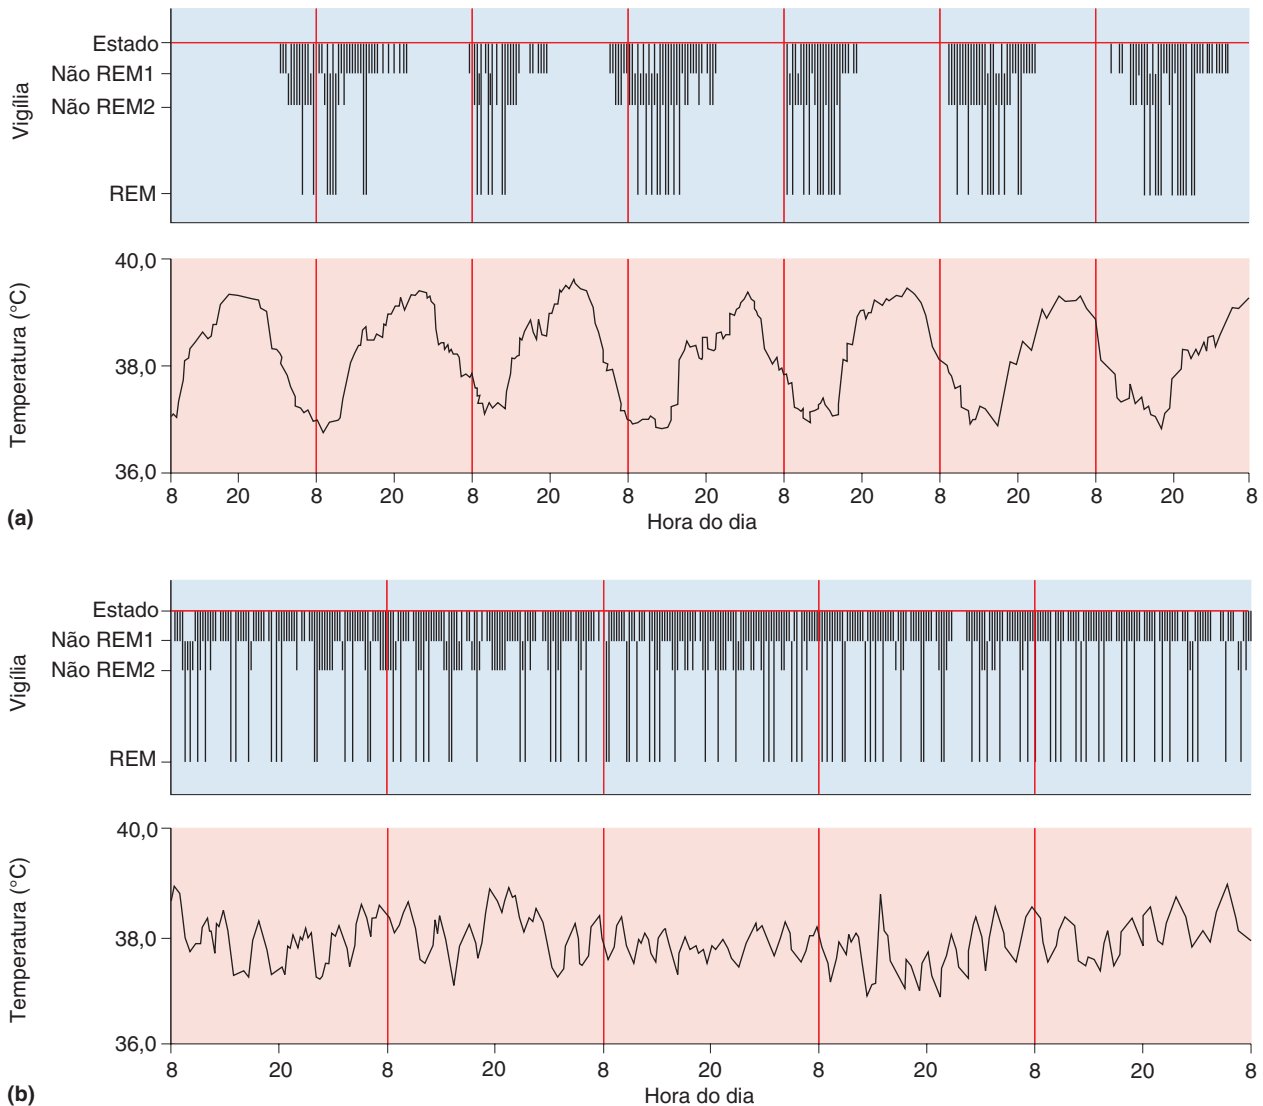 Vigília
Estado
Não REM1
Não REM2
REM
Temperatura (°C)
40,0
38,0
36,0
8 20 8 20 8 20 8 20 8 20 8 20 8 20 8
Hora do dia
(a)
Vigília
Estado
Não REM1
Não REM2
REM
Temperatura (°C)
40,0
38,0
36,0
8 20 8 20 8 20 8 20 8 20 8
Hora do dia
(b)